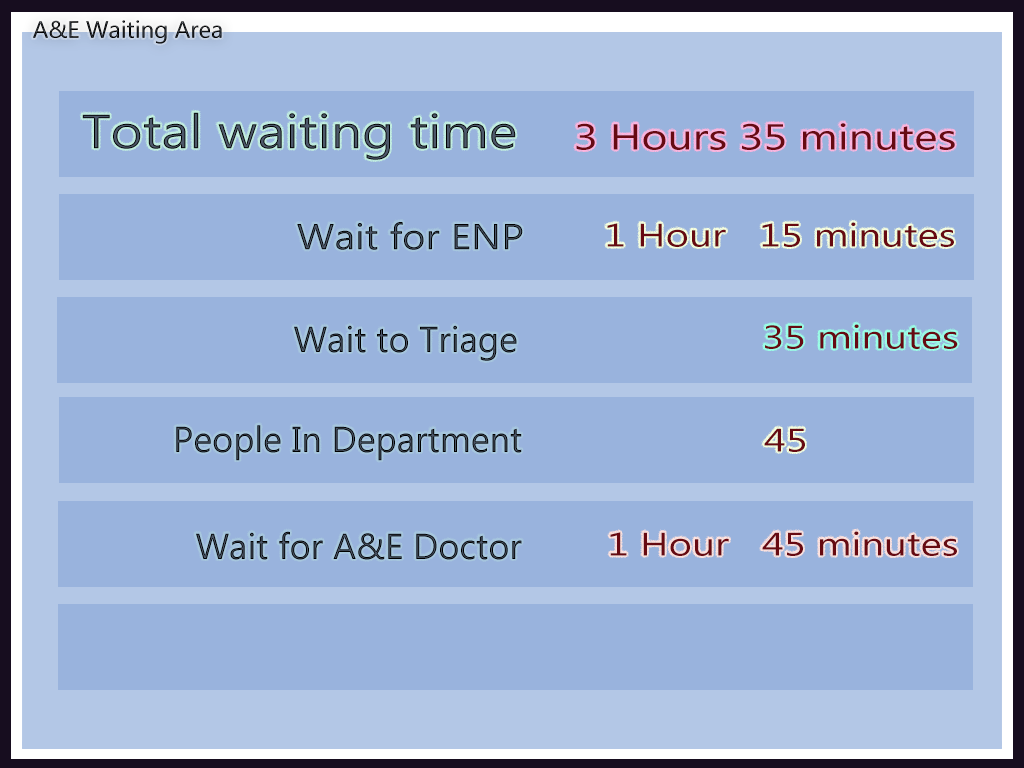 A&E Waiting Area
Total waiting time 3 Hours 35 minutes
Wait for ENP 1 Hour 15 minutes
Wait to Triage 35 minutes
People In Department 45
Wait for A&E Doctor 1 Hour 45 minutes